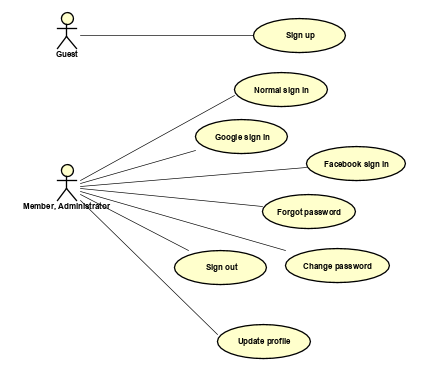 Sign up
Guest
Normal sign in
Google sign in
Facebook sign in
Member, Administrator
Forgot password
Sign out
Change password
Update profile